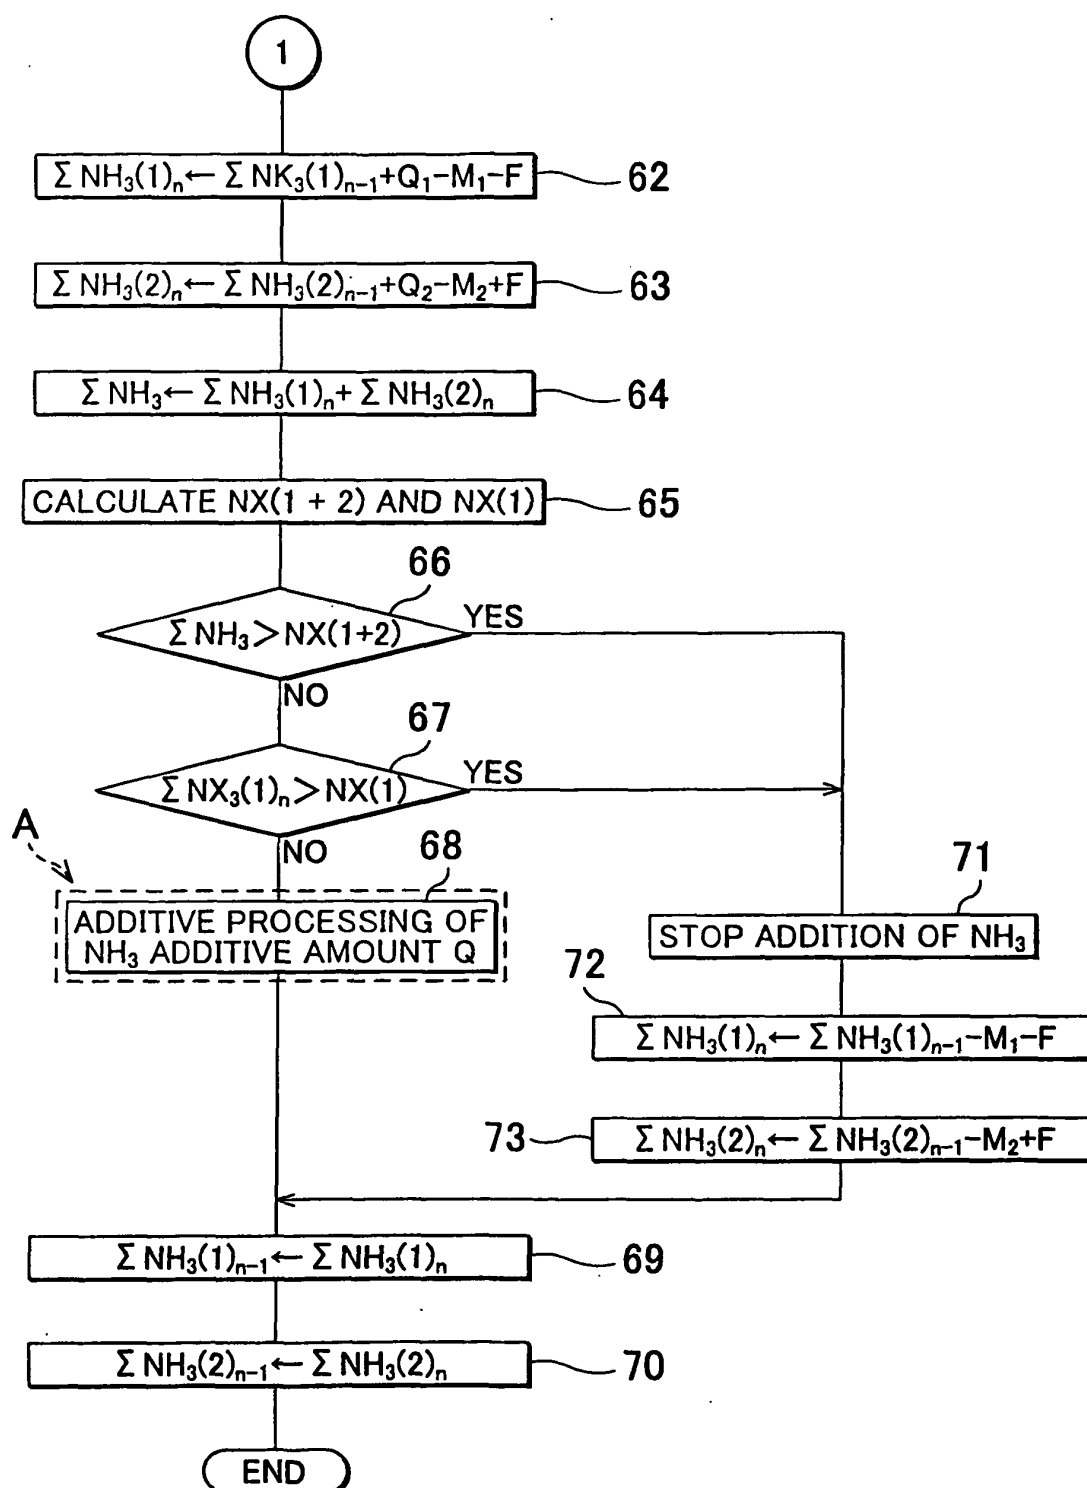 1
Σ NH₃(1)ₙ← Σ NK₃(1)ₙ₋₁+Q₁-M₁-F 62
Σ NH₃(2)ₙ← Σ NH₃(2)ₙ₋₁+Q₂-M₂+F 63
Σ NH₃← Σ NH₃(1)ₙ+ Σ NH₃(2)ₙ 64
CALCULATE NX(1 + 2) AND NX(1) 65
66
Σ NH₃>NX(1+2) YES
NO
67
Σ NX₃(1)ₙ>NX(1) YES
NO
A
68
ADDITIVE PROCESSING OF
NH₃ ADDITIVE AMOUNT Q
71
STOP ADDITION OF NH₃
72
Σ NH₃(1)ₙ← Σ NH₃(1)ₙ₋₁-M₁-F
73 Σ NH₃(2)ₙ← Σ NH₃(2)ₙ₋₁-M₂+F
Σ NH₃(1)ₙ₋₁← Σ NH₃(1)ₙ 69
Σ NH₃(2)ₙ₋₁← Σ NH₃(2)ₙ 70
END